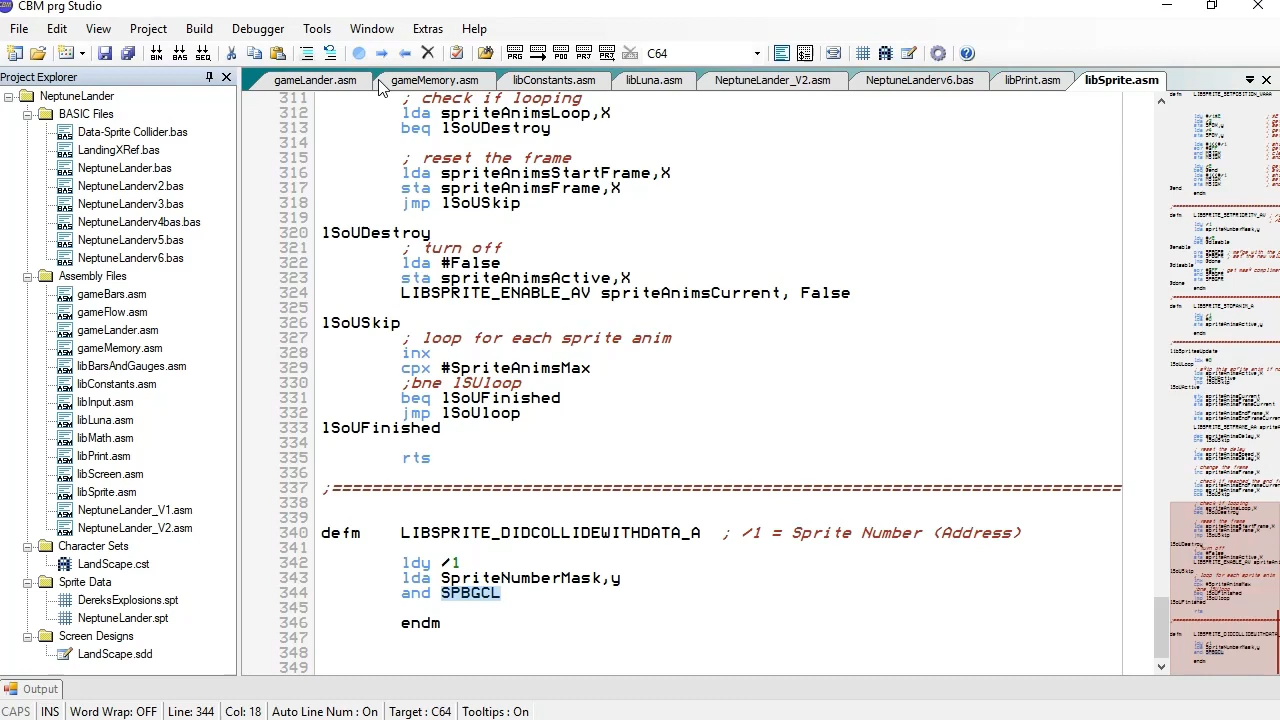 CBM prg Studio
File Edit View Project Build Debugger Tools Window Extras Help
C64
Project Explorer
gameLander.asm gameMemory.asm libConstants.asm libLuna.asm NeptuneLander_V2.asm NeptuneLanderv6.bas libPrint.asm libSprite.asm
NeptuneLander
BASIC Files
Data-Sprite Collider.bas
LandingXRef.bas
NeptuneLander.bas
NeptuneLanderv2.bas
NeptuneLanderv3.bas
NeptuneLanderv4bas.bas
NeptuneLanderv5.bas
NeptuneLanderv6.bas
Assembly Files
gameBars.asm
gameFlow.asm
gameLander.asm
gameMemory.asm
libBarsAndGauges.asm
libConstants.asm
libInput.asm
libLuna.asm
libMath.asm
libPrint.asm
libScreen.asm
libSprite.asm
NeptuneLander_V1.asm
NeptuneLander_V2.asm
Character Sets
LandScape.cst
Sprite Data
DereksExplosions.spt
NeptuneLander.spt
Screen Designs
LandScape.sdd
311 ; check if looping
312 lda spriteAnimsLoop,X
313 beq lSoUDestroy
314
315 ; reset the frame
316 lda spriteAnimsStartFrame,X
317 sta spriteAnimsFrame,X
318 jmp lSoUSkip
319
320 lSoUDestroy
321 ; turn off
322 lda #False
323 sta spriteAnimsActive,X
324 LIBSPRITE_ENABLE_AV spriteAnimsCurrent, False
325
326 lSoUSkip
327 ; loop for each sprite anim
328 inx
329 cpx #SpriteAnimsMax
330 ;bne lSUloop
331 beq lSoUFinished
332 jmp lSoUloop
333 lSoUFinished
334
335 rts
336
337 ;===============================================================================
338
339
340 defm LIBSPRITE_DIDCOLLIDEWITHDATA_A ; /1 = Sprite Number (Address)
341
342 ldy /1
343 lda SpriteNumberMask,y
344 and SPBGCL
345
346 endm
347
348
349
Output
CAPS INS Word Wrap: OFF Line: 344 Col: 18 Auto Line Num : On Target : C64 Tooltips : On